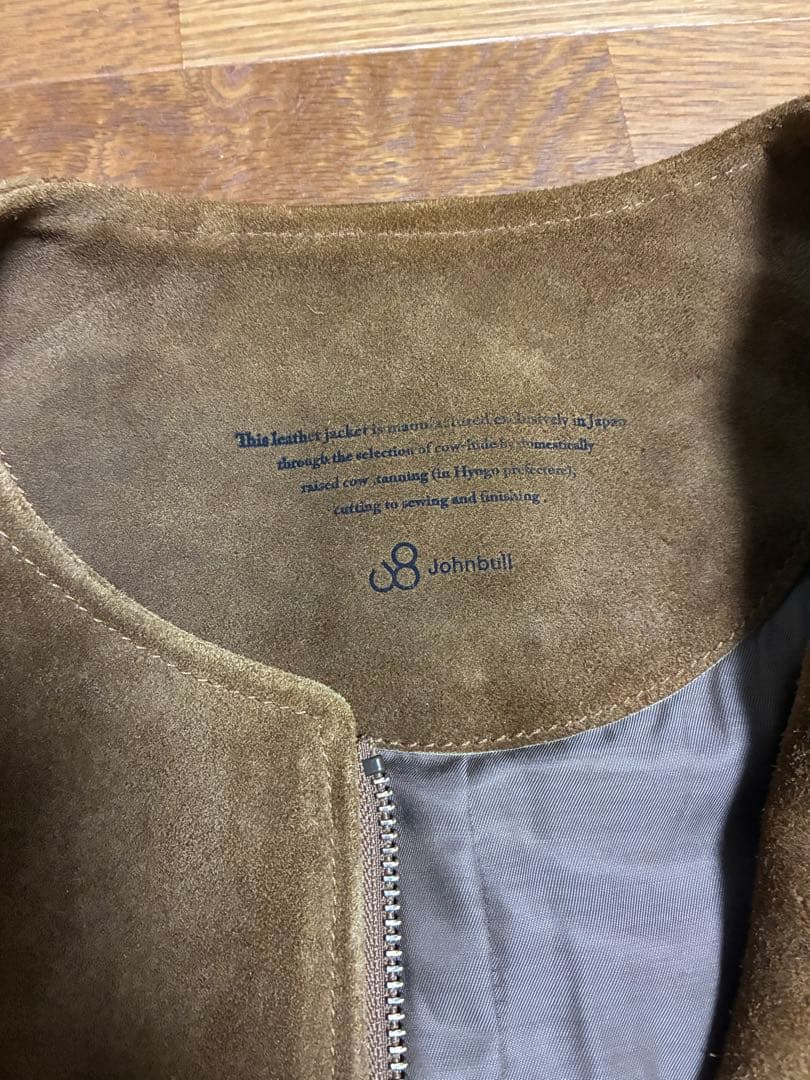 This leather jacket is manufactured exclusively in Japan
through the selection of cow-hide by domestically
raised cow ,tanning (in Hyogo prefecture),
cutting to sewing and finishing .
Johnbull